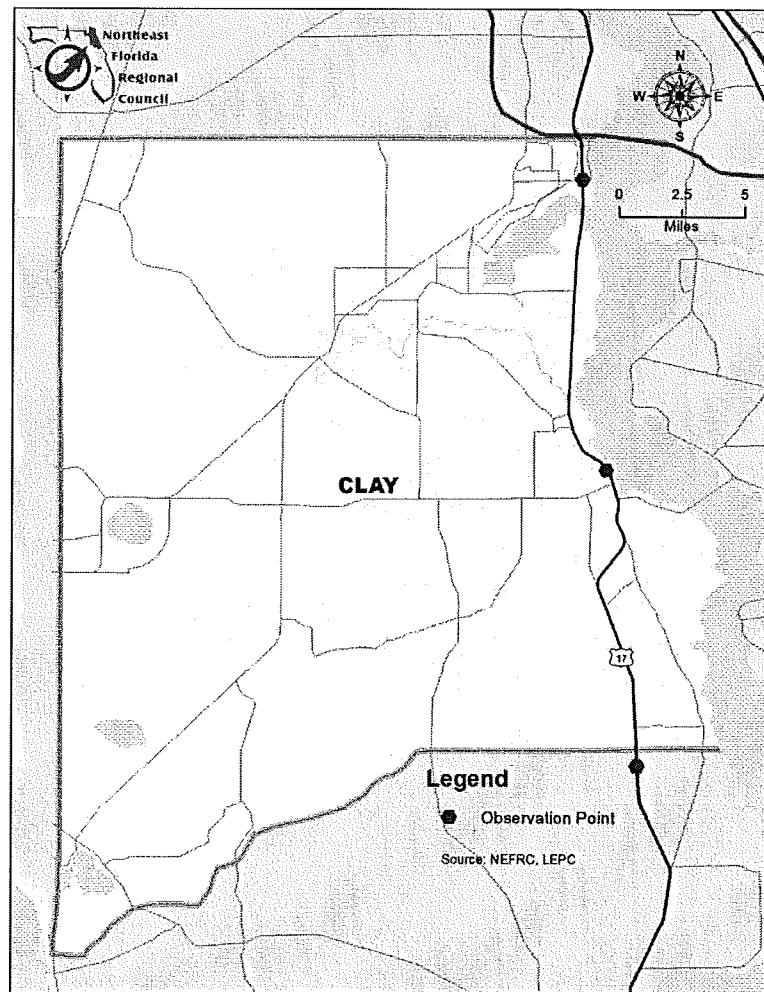 Northeast
Florida
Regional
Council
N
W E
S
0 2.5 5
Miles
CLAY
17
Legend
Observation Point
Source: NEFRC, LEPC